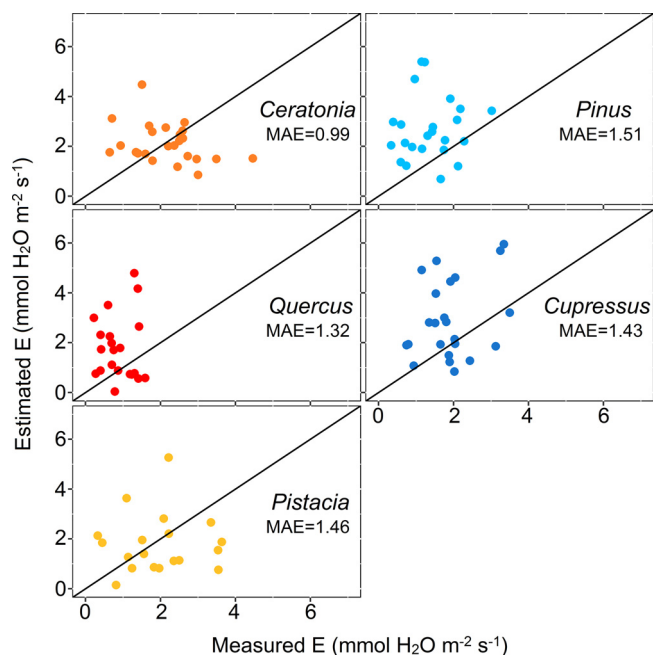 Estimated E (mmol H₂O m⁻² s⁻¹)
6
4
2
0
Ceratonia
MAE=0.99
Pinus
MAE=1.51
6
4
2
0
Quercus
MAE=1.32
Cupressus
MAE=1.43
0 2 4 6
6
4
2
0
Pistacia
MAE=1.46
0 2 4 6
Measured E (mmol H₂O m⁻² s⁻¹)